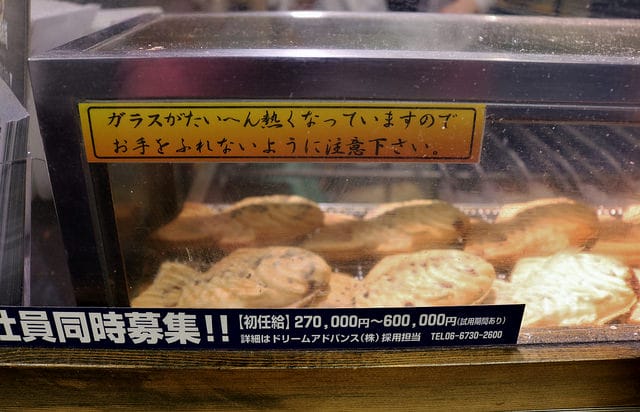 ガラスがたいへん熱くなっていますので
お手をふれないように注意下さい。
社員同時募集!!
【初任給】270,000円～600,000円(試用期間あり)
詳細はドリームアドバンス(株)採用担当 TEL06-6730-2600